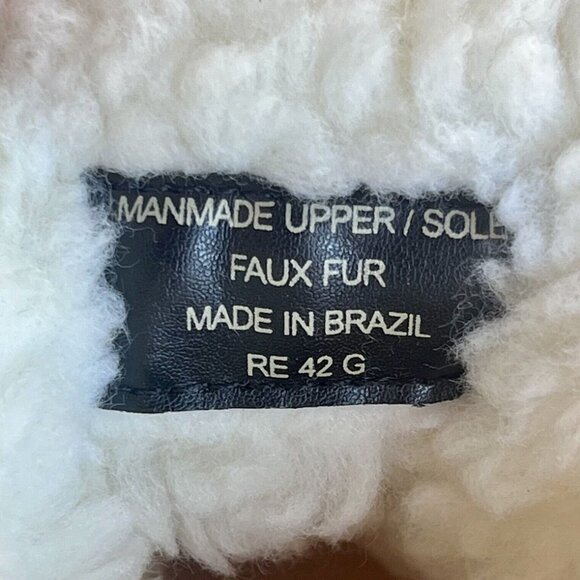 MANMADE UPPER / SOLE
FAUX FUR
MADE IN BRAZIL
RE 42 G